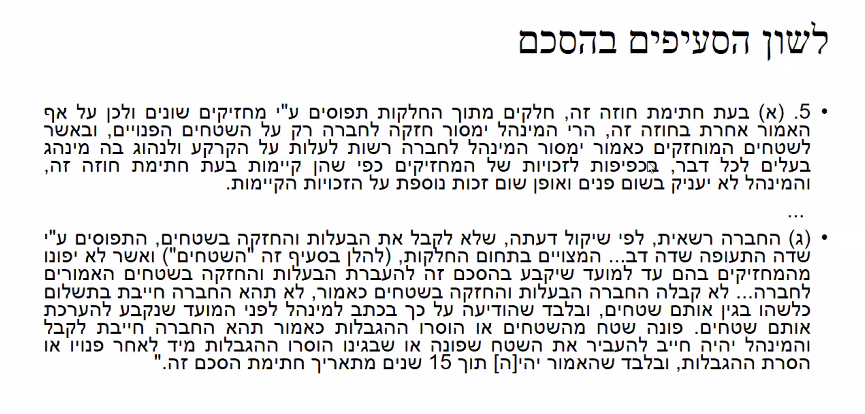 לשון הסעיפים בהסכם
• 5. (א) בעת חתימת חוזה זה, חלקים מתוך החלקות תפוסים ע"י מחזיקים שונים ולכן על אף
האמור אחרת בחוזה זה, הרי המינהל ימסור חזקה לחברה רק על השטחים הפנויים, ובאשר
לשטחים המוחזקים כאמור ימסור המינהל לחברה רשות לעלות על הקרקע ולנהוג בה מינהג
בעלים לכל דבר, בכפיפות לזכויות של המחזיקים כפי שהן קיימות בעת חתימת חוזה זה,
והמינהל לא יעניק בשום פנים ואופן שום זכות נוספת על הזכויות הקיימות.
...
• (ג) החברה רשאית, לפי שיקול דעתה, שלא לקבל את הבעלות והחזקה בשטחים, התפוסים ע"י
שדה התעופה שדה דב... המצויים בתחום החלקות, (להלן בסעיף זה "השטחים") ואשר לא יפונו
מהמחזיקים בהם עד למועד שיקבע בהסכם זה להעברת הבעלות והחזקה בשטחים האמורים
לחברה... לא קבלה החברה הבעלות והחזקה בשטחים כאמור, לא תהא החברה חייבת בתשלום
כלשהו בגין אותם שטחים, ובלבד שהודיעה על כך בכתב למינהל לפני המועד שנקבע להערכת
אותם שטחים. פונה שטח מהשטחים או הוסרו ההגבלות כאמור תהא החברה חייבת לקבל
והמינהל יהיה חייב להעביר את השטח שפונה או שבגינו הוסרו ההגבלות מיד לאחר פנויו או
הסרת ההגבלות, ובלבד שהאמור יהי[ה] תוך 15 שנים מתאריך חתימת הסכם זה."